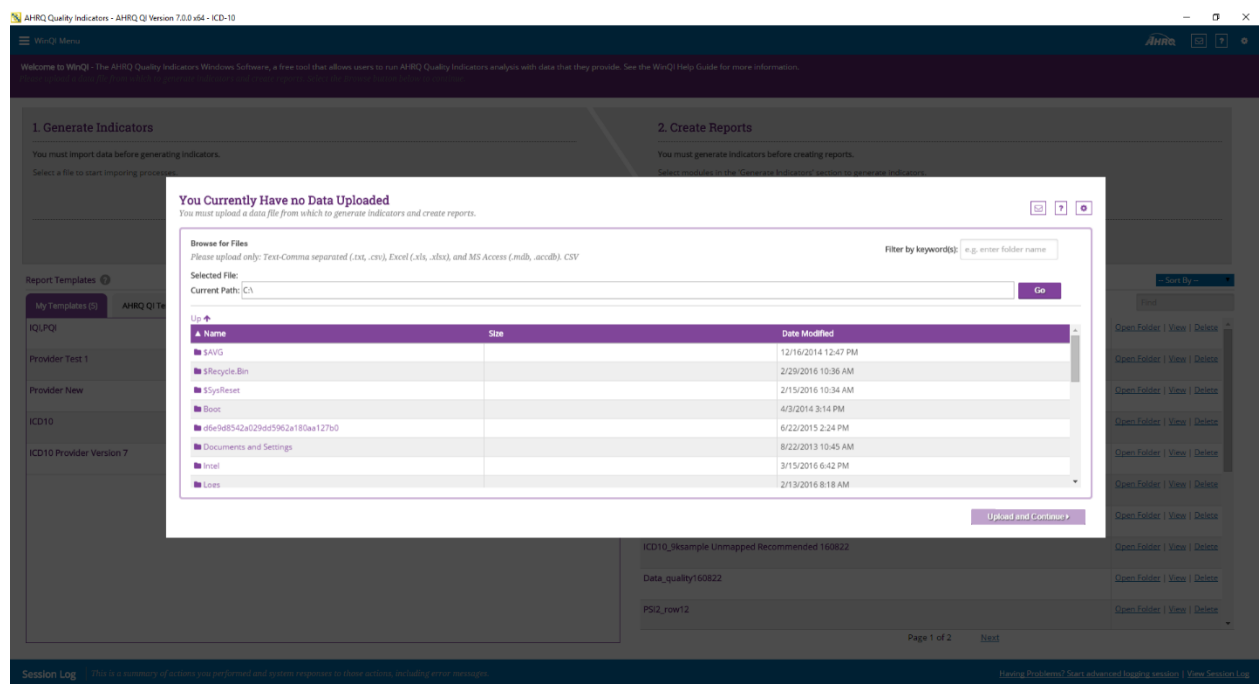 AHRQ Quality Indicators - AHRQ QI Version 7.0.0 x64 - ICD-10
WinQI Menu
AHRQ
?
Welcome to WinQI - The AHRQ Quality Indicators Windows Software, a free tool that allows users to run AHRQ Quality Indicators analysis with data that they provide. See the WinQI Help Guide for more information.
1. Generate Indicators
You must import data before generating indicators.
Select a file to start imporing processes.
2. Create Reports
You must generate indicators before creating reports.
Select modules in the 'Generate Indicators' section to generate indicators.
You Currently Have no Data Uploaded
You must upload a data file from which to generate indicators and create reports.
?
Browse for Files
Please upload only: Text-Comma separated (.txt, .csv), Excel (.xls, .xlsx), and MS Access (.mdb, .accdb). CSV
Filter by keyword(s): e.g. enter folder name
Selected File:
Current Path: C:\
Go
Up
Name Size Date Modified
$AVG 12/16/2014 12:47 PM
$Recycle.Bin 2/29/2016 10:36 AM
$SysReset 2/15/2016 10:34 AM
Boot 4/3/2014 3:14 PM
d6e9d8542a029dd5962a180aa127b0 6/22/2015 2:24 PM
Documents and Settings 8/22/2013 10:45 AM
Intel 3/15/2016 6:42 PM
Logs 2/13/2016 8:18 AM
Upload and Continue
Report Templates ?
My Templates (5) AHRQ QI Te
IQI,PQI
Provider Test 1
Provider New
ICD10
ICD10 Provider Version 7
-- Sort By --
Find
Open Folder | View | Delete
Open Folder | View | Delete
Open Folder | View | Delete
Open Folder | View | Delete
Open Folder | View | Delete
Open Folder | View | Delete
Open Folder | View | Delete
ICD10_9ksample Unmapped Recommended 160822 Open Folder | View | Delete
Data_quality160822 Open Folder | View | Delete
PSI2_row12 Open Folder | View | Delete
Page 1 of 2 Next
Session Log | This is a summary of actions you performed and system responses to those actions, including error messages.
Having Problems? Start advanced logging session | View Session Log